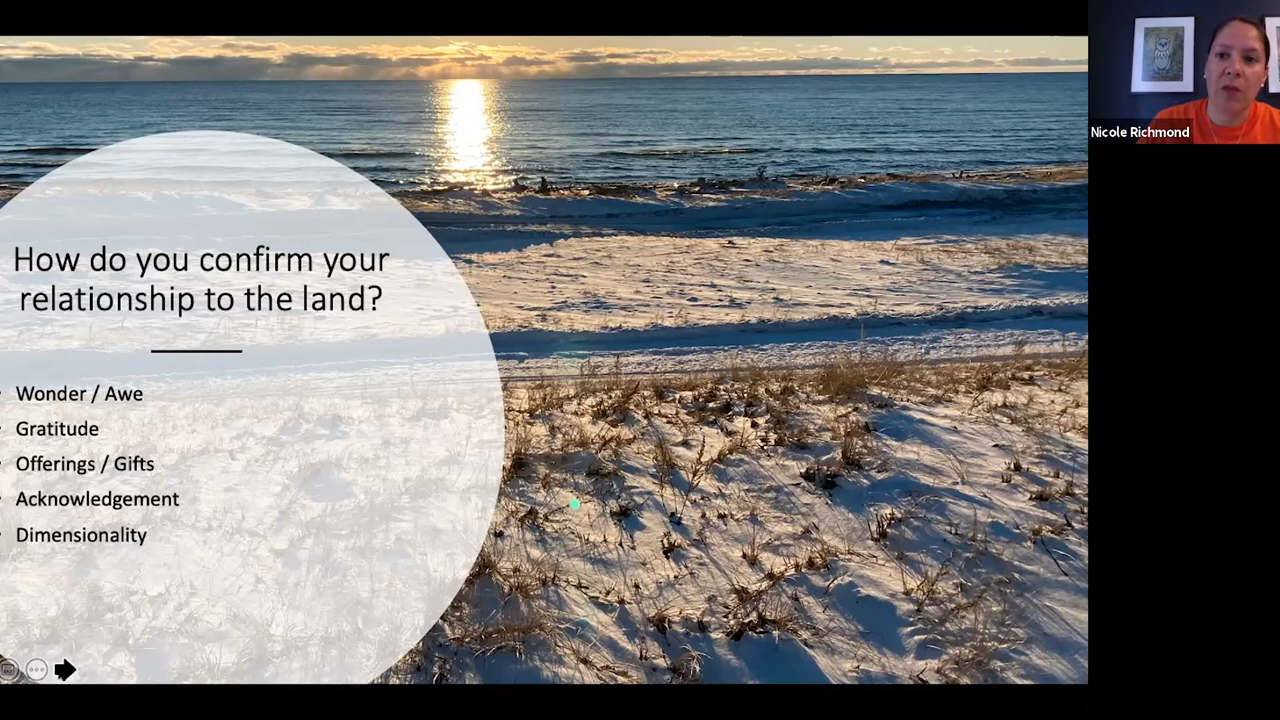 How do you confirm your
relationship to the land?
Wonder / Awe
Gratitude
Offerings / Gifts
Acknowledgement
Dimensionality
Nicole Richmond